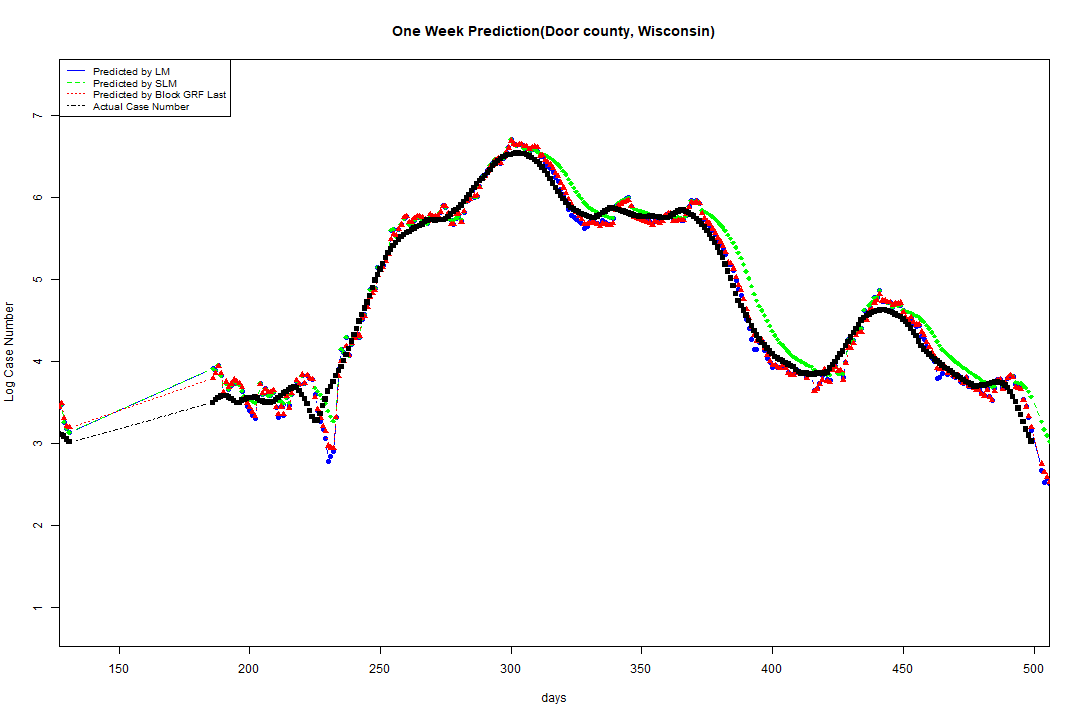 One Week Prediction(Door county, Wisconsin)
Predicted by LM
Predicted by SLM
Predicted by Block GRF Last
Actual Case Number
7
6
5
4
3
2
1
Log Case Number
150 200 250 300 350 400 450 500
days